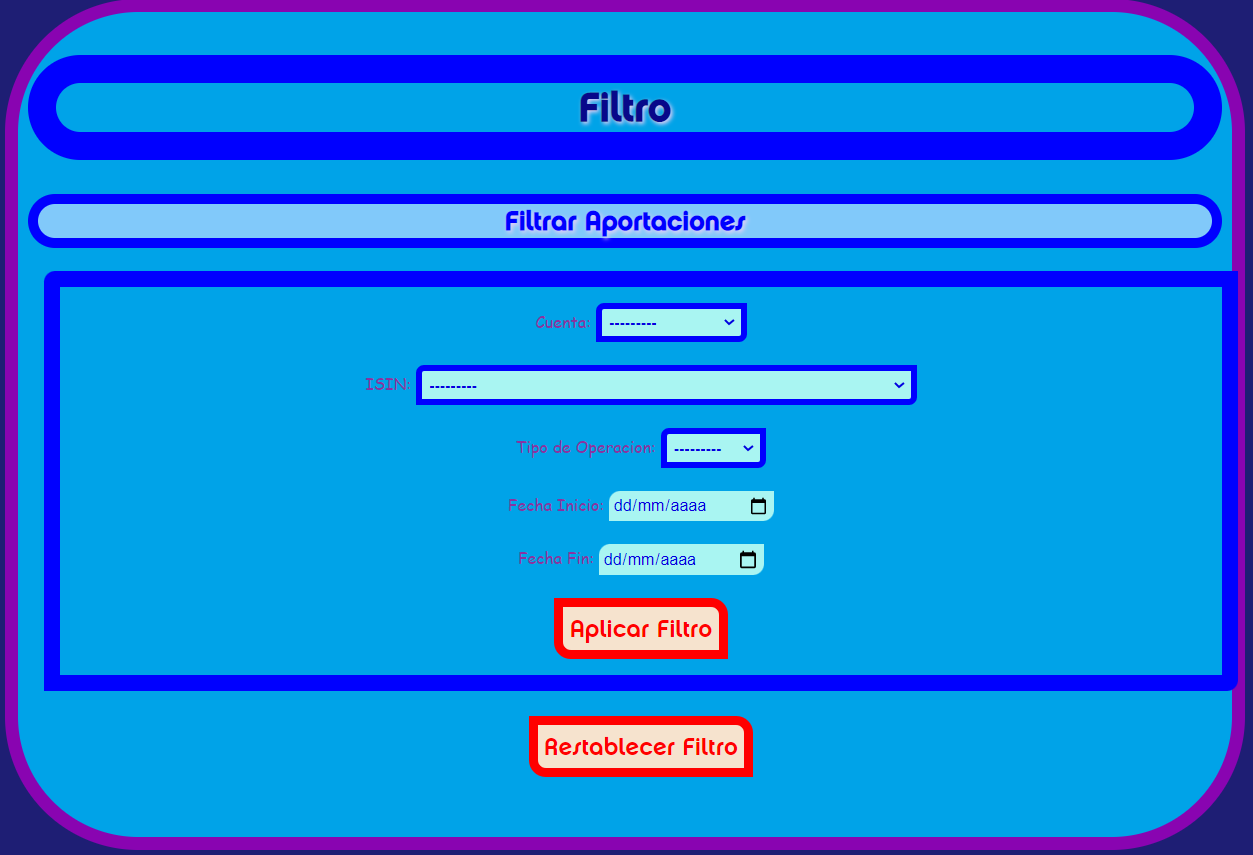 Filtro
Filtrar Aportaciones
Cuenta: ---------
ISIN: ---------
Tipo de Operacion: ---------
Fecha Inicio: dd/mm/aaaa
Fecha Fin: dd/mm/aaaa
Aplicar Filtro
Restablecer Filtro